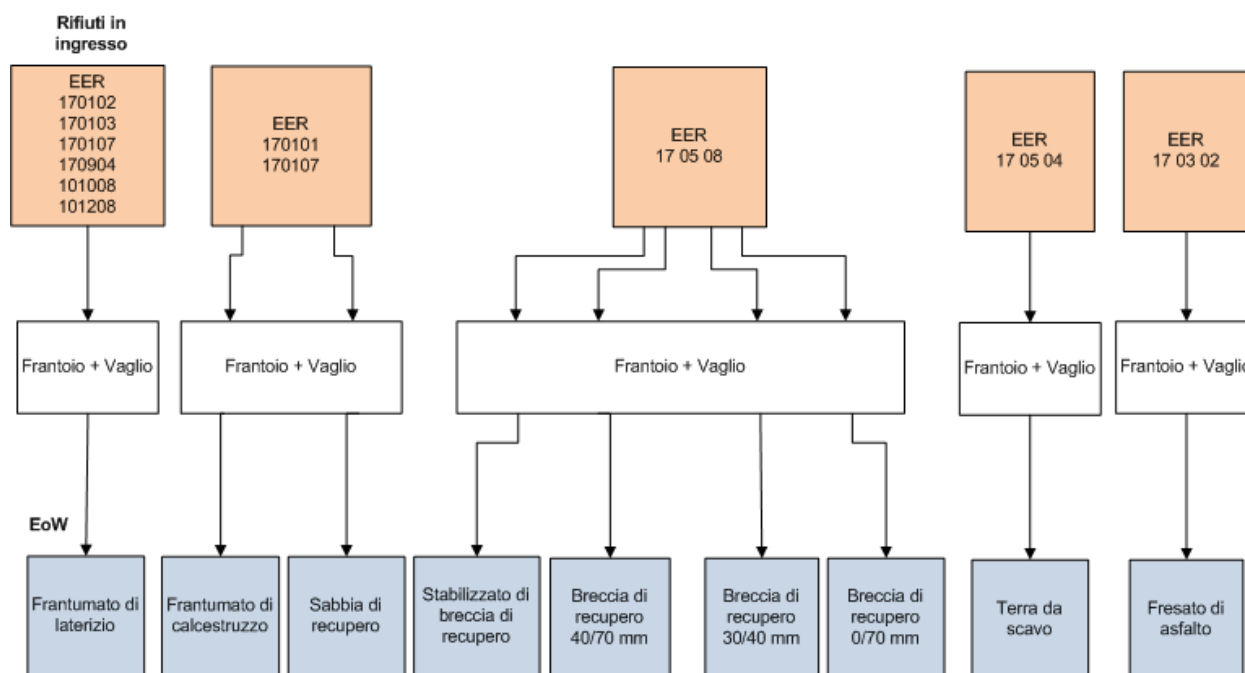 Rifiuti in
ingresso
EER
170102
170103
170107
170904
101008
101208
EER
170101
170107
EER
17 05 08
EER
17 05 04
EER
17 03 02
Frantoio + Vaglio
Frantoio + Vaglio
Frantoio + Vaglio
Frantoio + Vaglio
Frantoio + Vaglio
EoW
Frantumato di
laterizio
Frantumato di
calcestruzzo
Sabbia di
recupero
Stabilizzato di
breccia di
recupero
Breccia di
recupero
40/70 mm
Breccia di
recupero
30/40 mm
Breccia di
recupero
0/70 mm
Terra da
scavo
Fresato di
asfalto